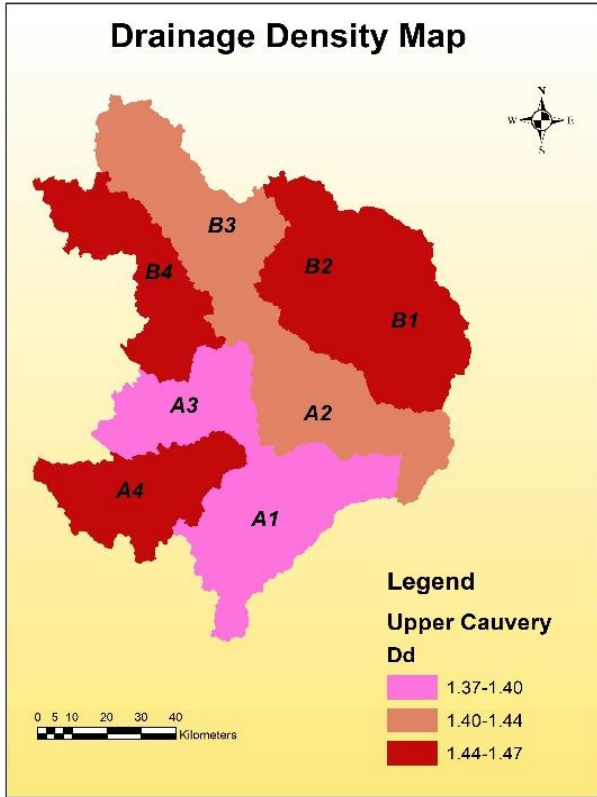 Drainage Density Map
N
W E
S
B3
B2
B4
B1
A3
A2
A4
A1
Legend
Upper Cauvery
Dd
1.37-1.40
1.40-1.44
1.44-1.47
0 5 10 20 30 40
Kilometers